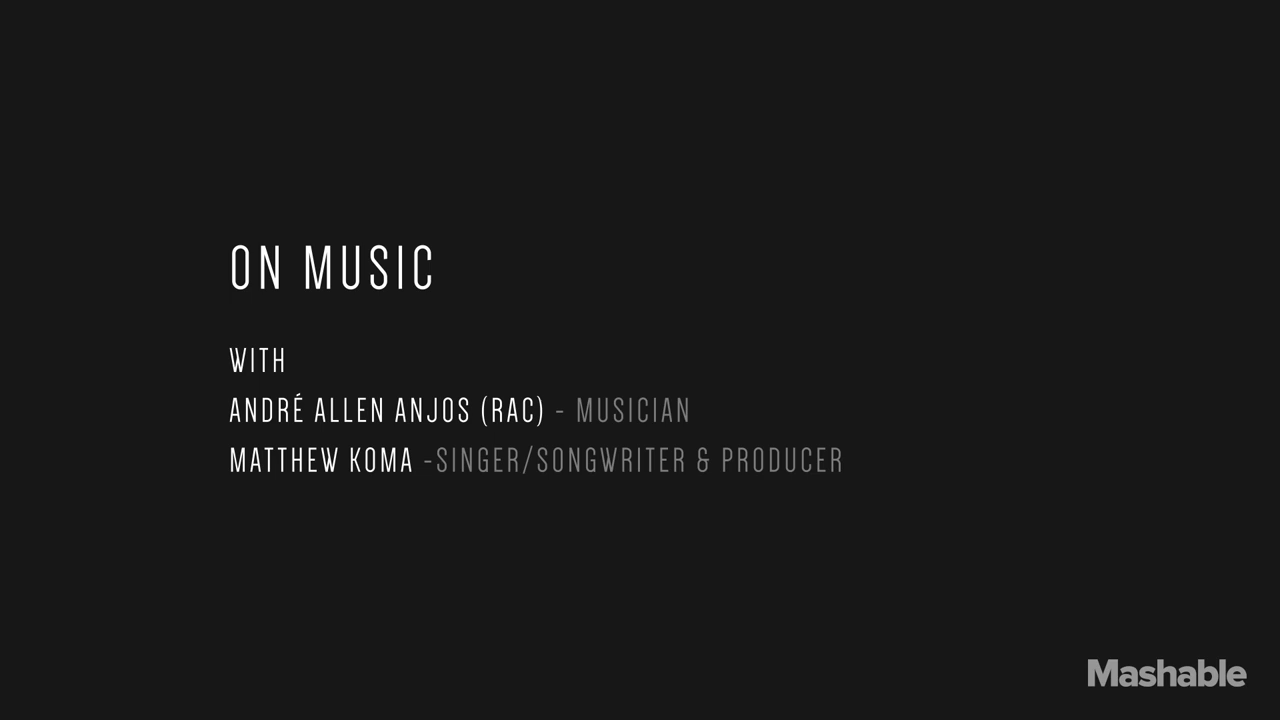 ON MUSIC
WITH
ANDRÉ ALLEN ANJOS (RAC) - MUSICIAN
MATTHEW KOMA -SINGER/SONGWRITER & PRODUCER
Mashable